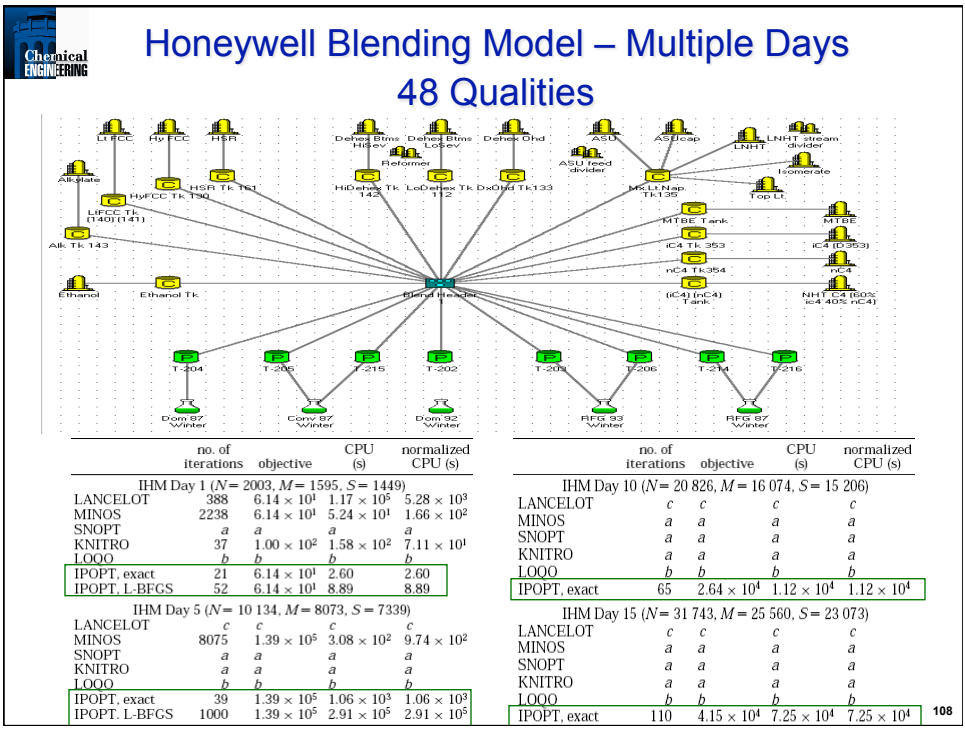 Chemical
ENGINEERING
Honeywell Blending Model – Multiple Days
48 Qualities
Lt FCC Hy FCC HSR Dehex Btms HiSev Dehex Btms LoSev Dehex Ohd ASU ASUcap LNHT LNHT stream divider
Reformer ASU feed divider Isomerate
Alkylate HSR Tk 161 HiDehex Tk 142 LoDehex Tk 112 DxOhd Tk133 Mx.Lt.Nap. Tk135 Top Lt.
HyFCC Tk 130
LtFCC Tk (140) (141) MTBE Tank MTBE
Alk Tk 143 iC4 Tk 353 iC4 (D353)
nC4 Tk354 nC4
Ethanol Ethanol Tk Blend Header 1 (iC4) (nC4) Tank NHT C4 (60% ic4 40% nC4)
T-204 T-205 T-215 T-202 T-203 T-206 T-214 T-216
Dom 87 Winter Conv 87 Winter Dom 92 Winter RFG 93 Winter RFG 87 Winter
no. of iterations objective CPU (s) normalized CPU (s)
IHM Day 1 (N = 2003, M = 1595, S = 1449)
LANCELOT 388 6.14 × 10¹ 1.17 × 10⁵ 5.28 × 10³
MINOS 2238 6.14 × 10¹ 5.24 × 10¹ 1.66 × 10²
SNOPT a a a a
KNITRO 37 1.00 × 10² 1.58 × 10² 7.11 × 10¹
LOQO b b b b
IPOPT, exact 21 6.14 × 10¹ 2.60 2.60
IPOPT, L-BFGS 52 6.14 × 10¹ 8.89 8.89
IHM Day 5 (N = 10 134, M = 8073, S = 7339)
LANCELOT c c c c
MINOS 8075 1.39 × 10⁵ 3.08 × 10² 9.74 × 10²
SNOPT a a a a
KNITRO a a a a
LOQO b b b b
IPOPT, exact 39 1.39 × 10⁵ 1.06 × 10³ 1.06 × 10³
IPOPT. L-BFGS 1000 1.39 × 10⁵ 2.91 × 10⁵ 2.91 × 10⁵
no. of iterations objective CPU (s) normalized CPU (s)
IHM Day 10 (N = 20 826, M = 16 074, S = 15 206)
LANCELOT c c c c
MINOS a a a a
SNOPT a a a a
KNITRO a a a a
LOQO b b b b
IPOPT, exact 65 2.64 × 10⁴ 1.12 × 10⁴ 1.12 × 10⁴
IHM Day 15 (N = 31 743, M = 25 560, S = 23 073)
LANCELOT c c c c
MINOS a a a a
SNOPT a a a a
KNITRO a a a a
LOQO b b b b
IPOPT, exact 110 4.15 × 10⁴ 7.25 × 10⁴ 7.25 × 10⁴
108